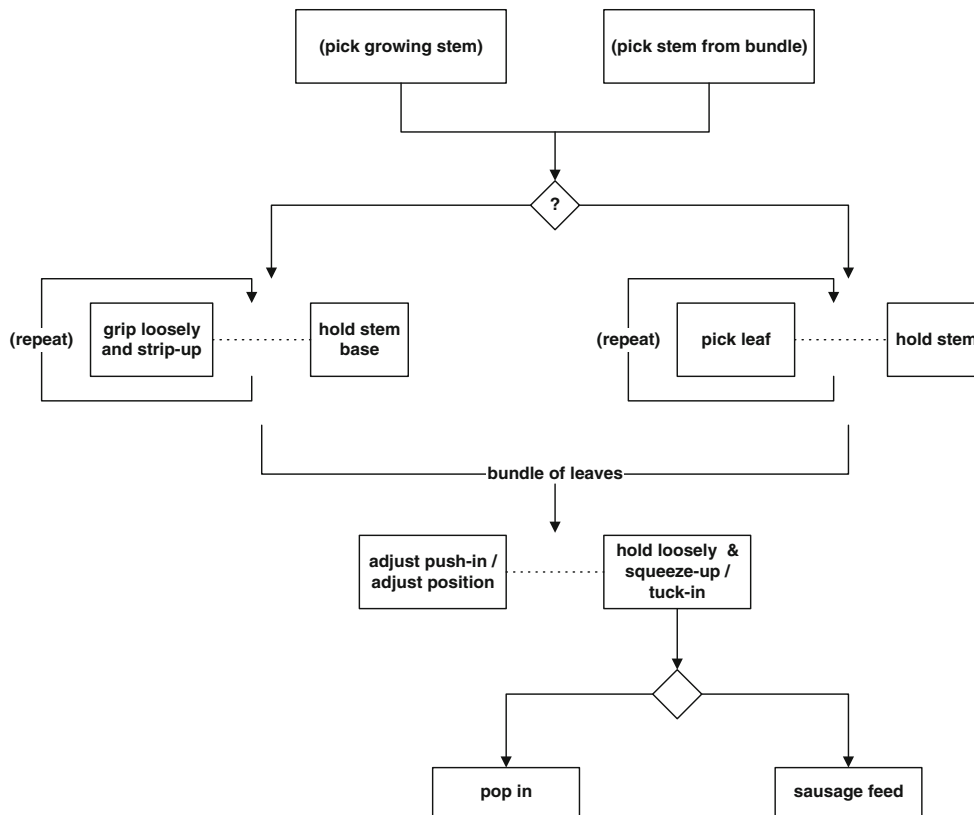 (pick growing stem)
(pick stem from bundle)
?
(repeat)
grip loosely
and strip-up
hold stem
base
(repeat)
pick leaf
hold stem
bundle of leaves
adjust push-in /
adjust position
hold loosely &
squeeze-up /
tuck-in
pop in
sausage feed